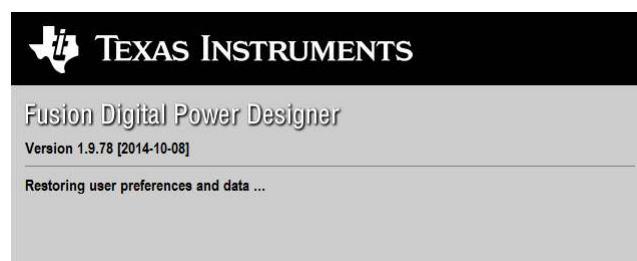 TEXAS INSTRUMENTS
Fusion Digital Power Designer
Version 1.9.78 [2014-10-08]
Restoring user preferences and data ...